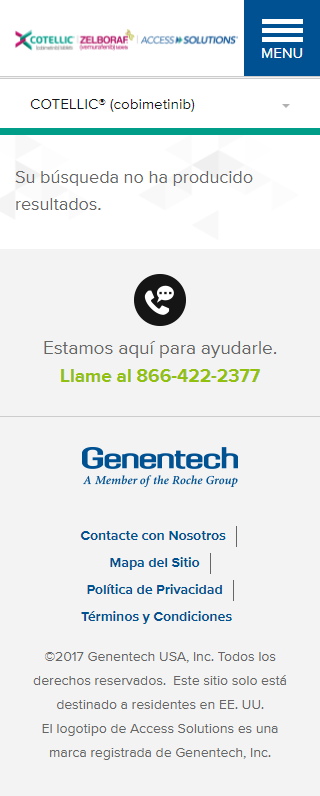 COTELLIC (cobimetinib) tablets ZELBORAF (vemurafenib) tablets ACCESS SOLUTIONS
MENU
COTELLIC® (cobimetinib)
Su búsqueda no ha producido
resultados.
Estamos aquí para ayudarle.
Llame al 866-422-2377
Genentech
A Member of the Roche Group
Contacte con Nosotros
Mapa del Sitio
Política de Privacidad
Términos y Condiciones
©2017 Genentech USA, Inc. Todos los
derechos reservados. Este sitio solo está
destinado a residentes en EE. UU.
El logotipo de Access Solutions es una
marca registrada de Genentech, Inc.